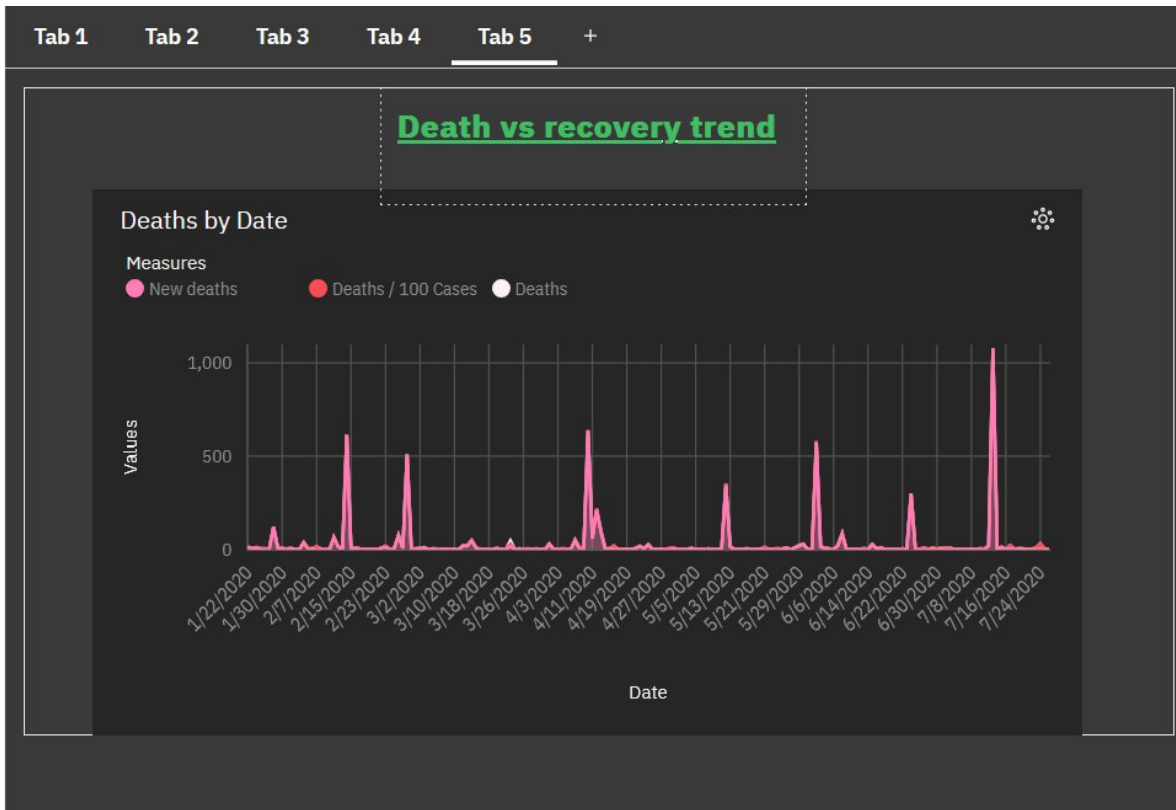 Tab 1 Tab 2 Tab 3 Tab 4 Tab 5 +
Death vs recovery trend
Deaths by Date
Measures
New deaths Deaths / 100 Cases Deaths
1,000
500
0
Values
1/22/2020 1/30/2020 2/7/2020 2/15/2020 2/23/2020 3/2/2020 3/10/2020 3/18/2020 3/26/2020 4/3/2020 4/11/2020 4/19/2020 4/27/2020 5/5/2020 5/13/2020 5/21/2020 5/29/2020 6/6/2020 6/14/2020 6/22/2020 6/30/2020 7/8/2020 7/16/2020 7/24/2020
Date